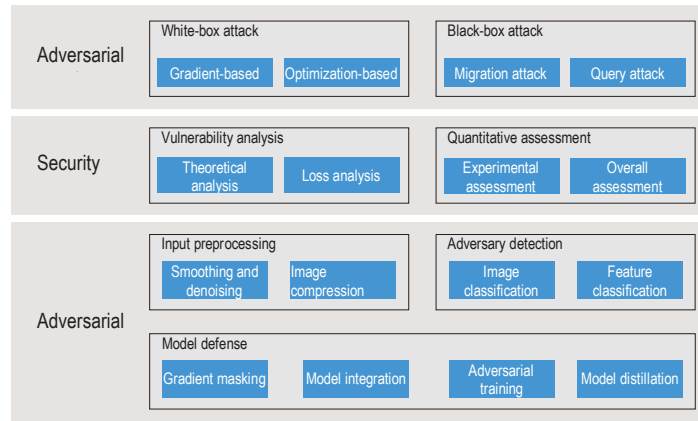 Adversarial
White-box attack
Gradient-based
Optimization-based
Black-box attack
Migration attack
Query attack
Security
Vulnerability analysis
Theoretical
analysis
Loss analysis
Quantitative assessment
Experimental
assessment
Overall
assessment
Adversarial
Input preprocessing
Smoothing and
denoising
Image
compression
Adversary detection
Image
classification
Feature
classification
Model defense
Gradient masking
Model integration
Adversarial
training
Model distillation